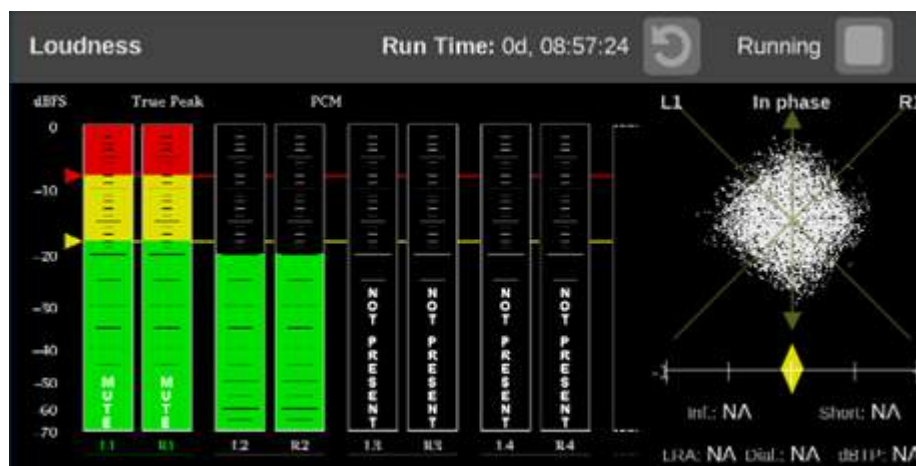 Loudness
Run Time: 0d, 08:57:24
Running
dBFS True Peak PCM
0
-10
-20
-30
-40
-50
-60
-70
MUTE
MUTE
NOT PRESENT
NOT PRESENT
NOT PRESENT
NOT PRESENT
L1 R1 L2 R2 L3 R3 L4 R4
L1 In phase
Inf.: NA Short: NA
LRA: NA Dial.: NA dBTP: